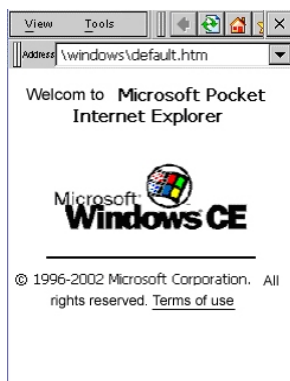 View Tools
Address \windows\default.htm
Welcom to Microsoft Pocket
Internet Explorer
Microsoft
Windows CE
© 1996-2002 Microsoft Corporation. All
rights reserved. Terms of use